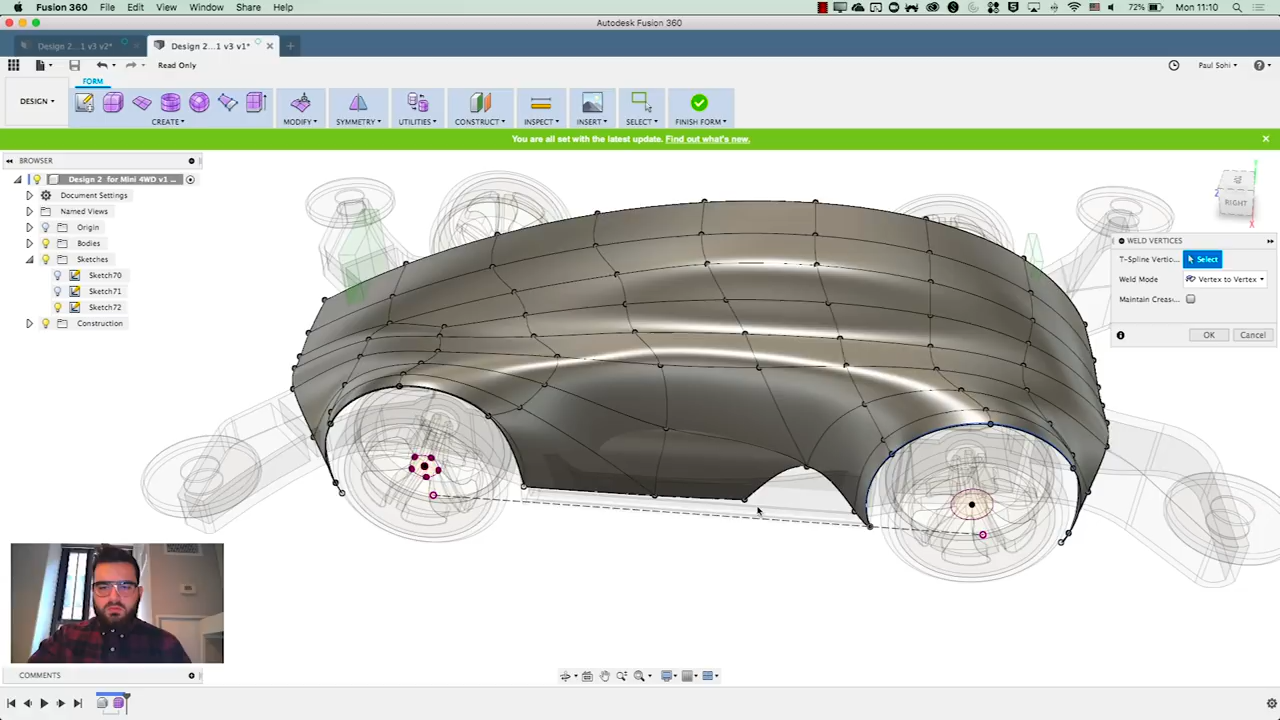 Fusion 360 File Edit View Window Share Help
72% Mon 11:10
Autodesk Fusion 360
Design 2...1 v3 v2*
Design 2...1 v3 v1*
Read Only
Paul Sohi
FORM
DESIGN
CREATE
MODIFY
SYMMETRY
UTILITIES
CONSTRUCT
INSPECT
INSERT
SELECT
FINISH FORM
You are all set with the latest update. Find out what's new.
BROWSER
Design 2 for Mini 4WD v1 ...
Document Settings
Named Views
Origin
Bodies
Sketches
Sketch70
Sketch71
Sketch72
Construction
RIGHT
WELD VERTICES
T-Spline Vertic... Select
Weld Mode Vertex to Vertex
Maintain Creas...
OK Cancel
COMMENTS